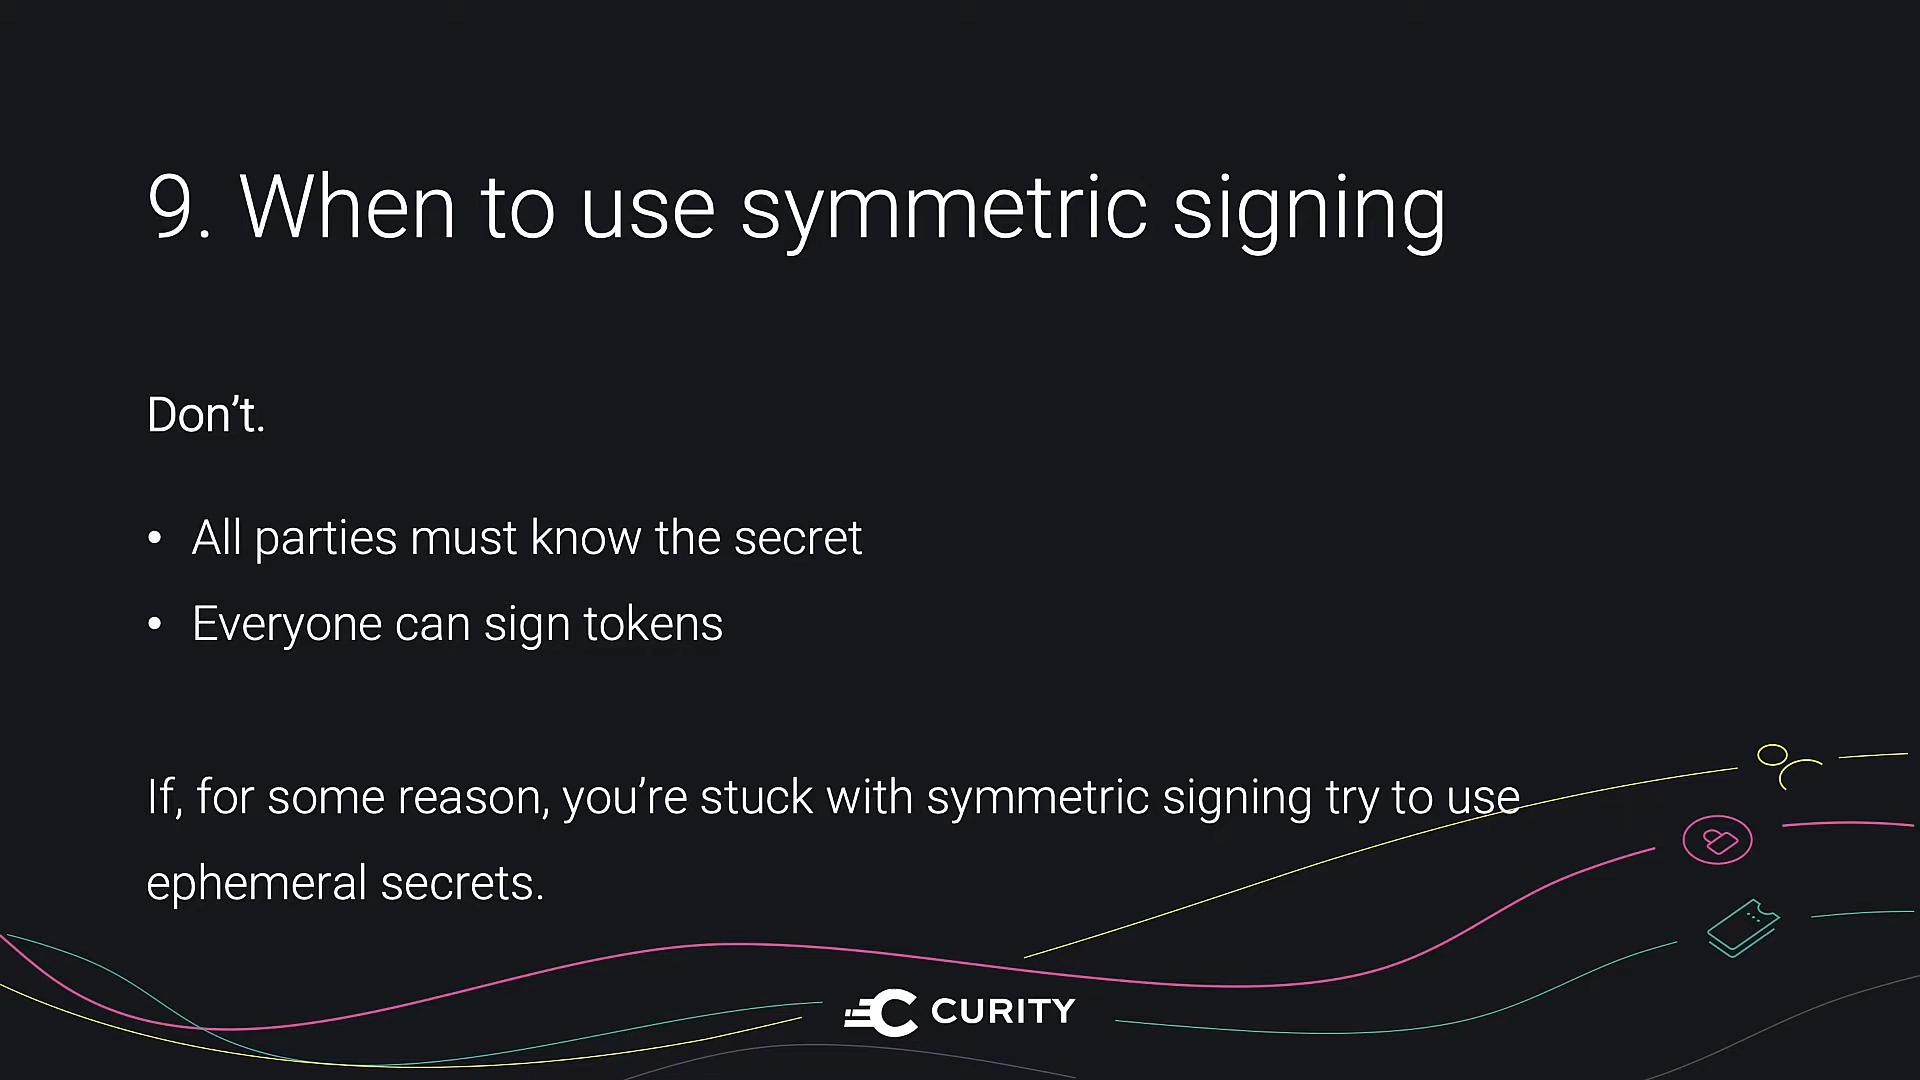 9. When to use symmetric signing
Don’t.
• All parties must know the secret
• Everyone can sign tokens
If, for some reason, you’re stuck with symmetric signing try to use
ephemeral secrets.
CURITY